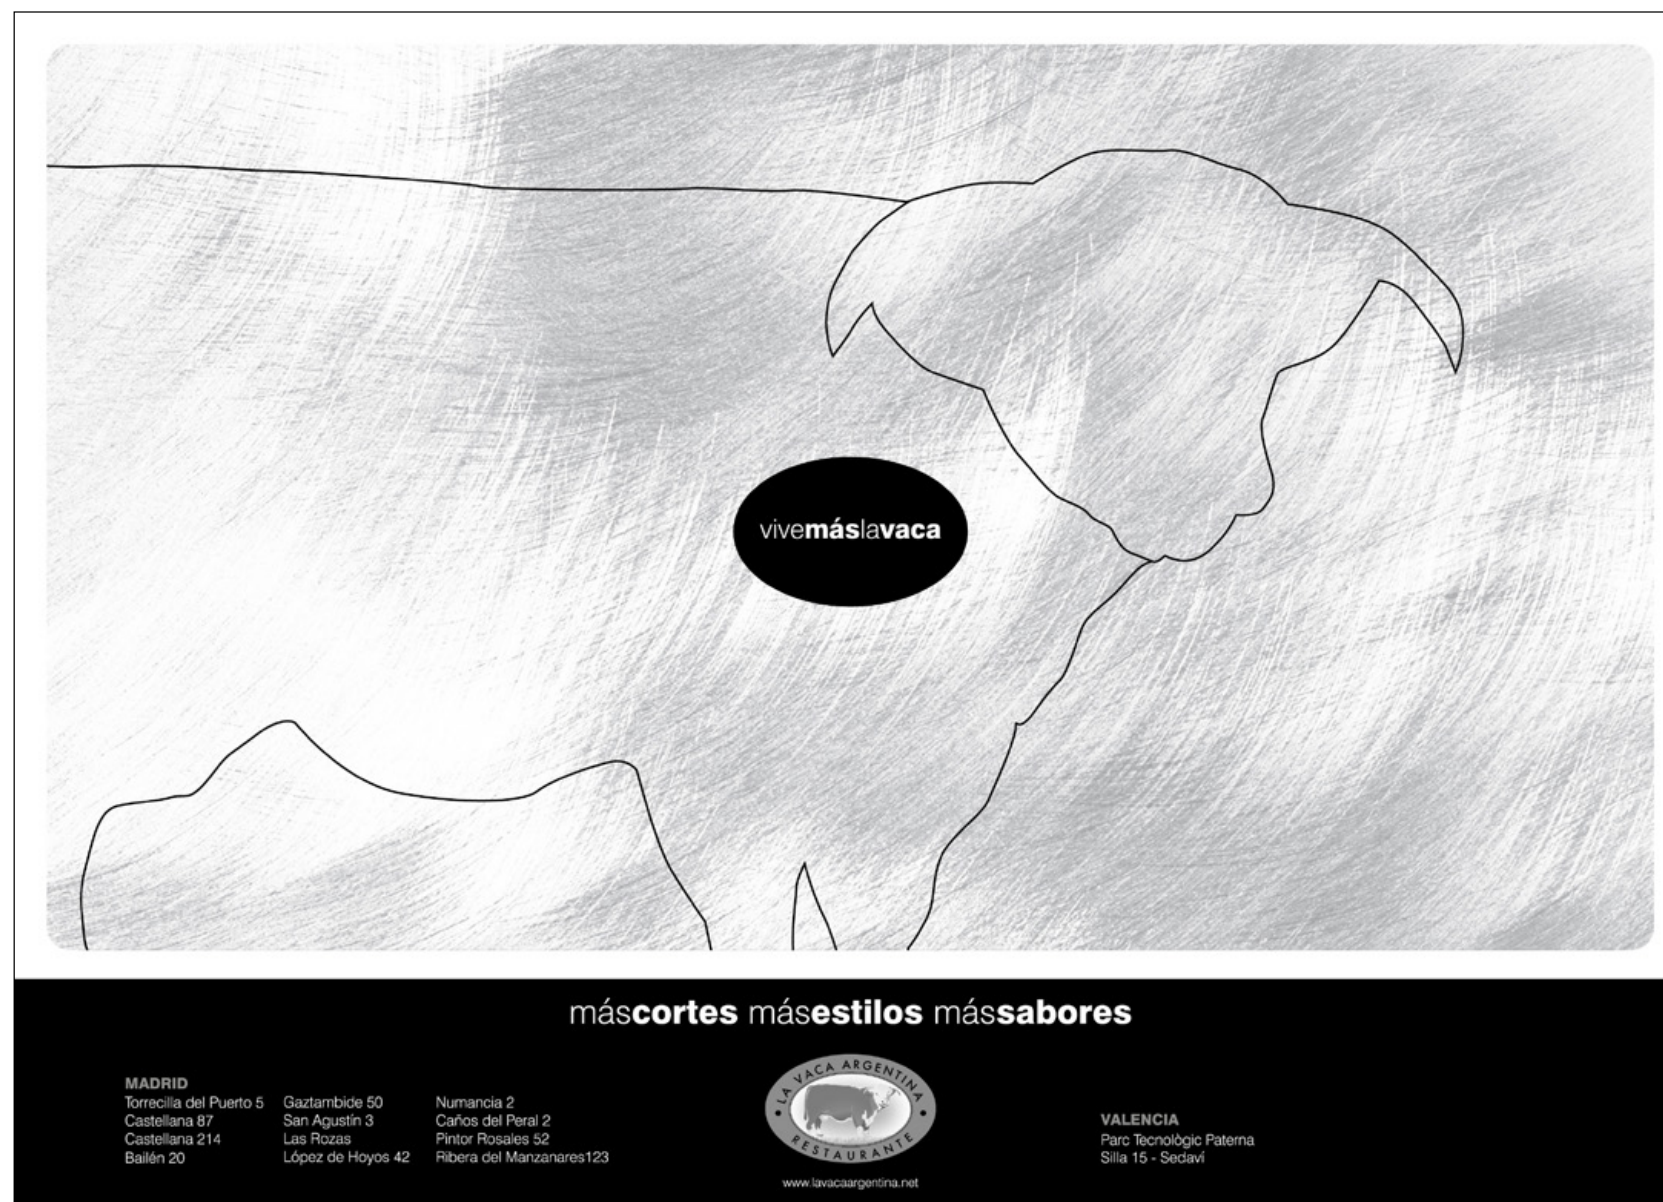 vivemáslavaca
máscortes másestilos mássabores
MADRID
Torrecilla del Puerto 5
Castellana 87
Castellana 214
Bailén 20
Gaztambide 50
San Agustín 3
Las Rozas
López de Hoyos 42
Numancia 2
Caños del Peral 2
Pintor Rosales 52
Ribera del Manzanares123
LA VACA ARGENTINA
RESTAURANTE
www.lavacaargentina.net
VALENCIA
Parc Tecnològic Paterna
Silla 15 - Sedaví